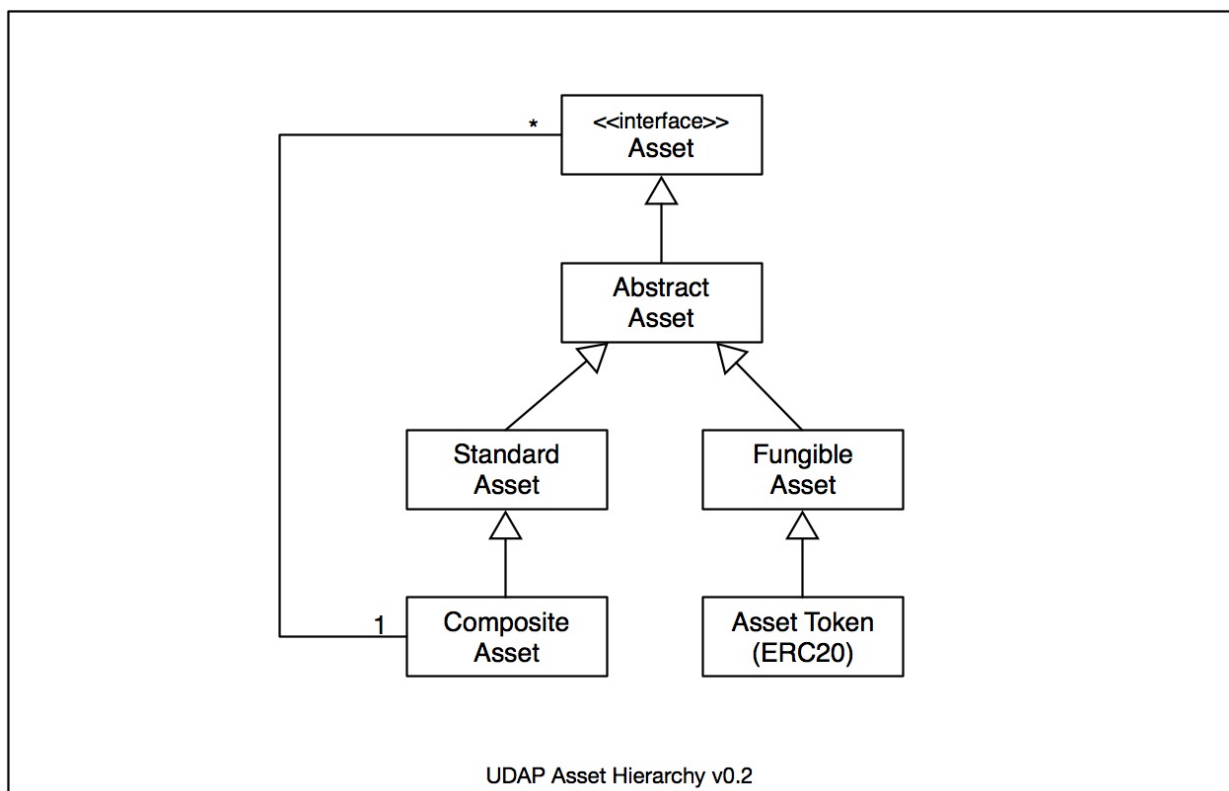 <<interface>>
Asset
*
Abstract
Asset
Standard
Asset
Fungible
Asset
1
Composite
Asset
Asset Token
(ERC20)
UDAP Asset Hierarchy v0.2